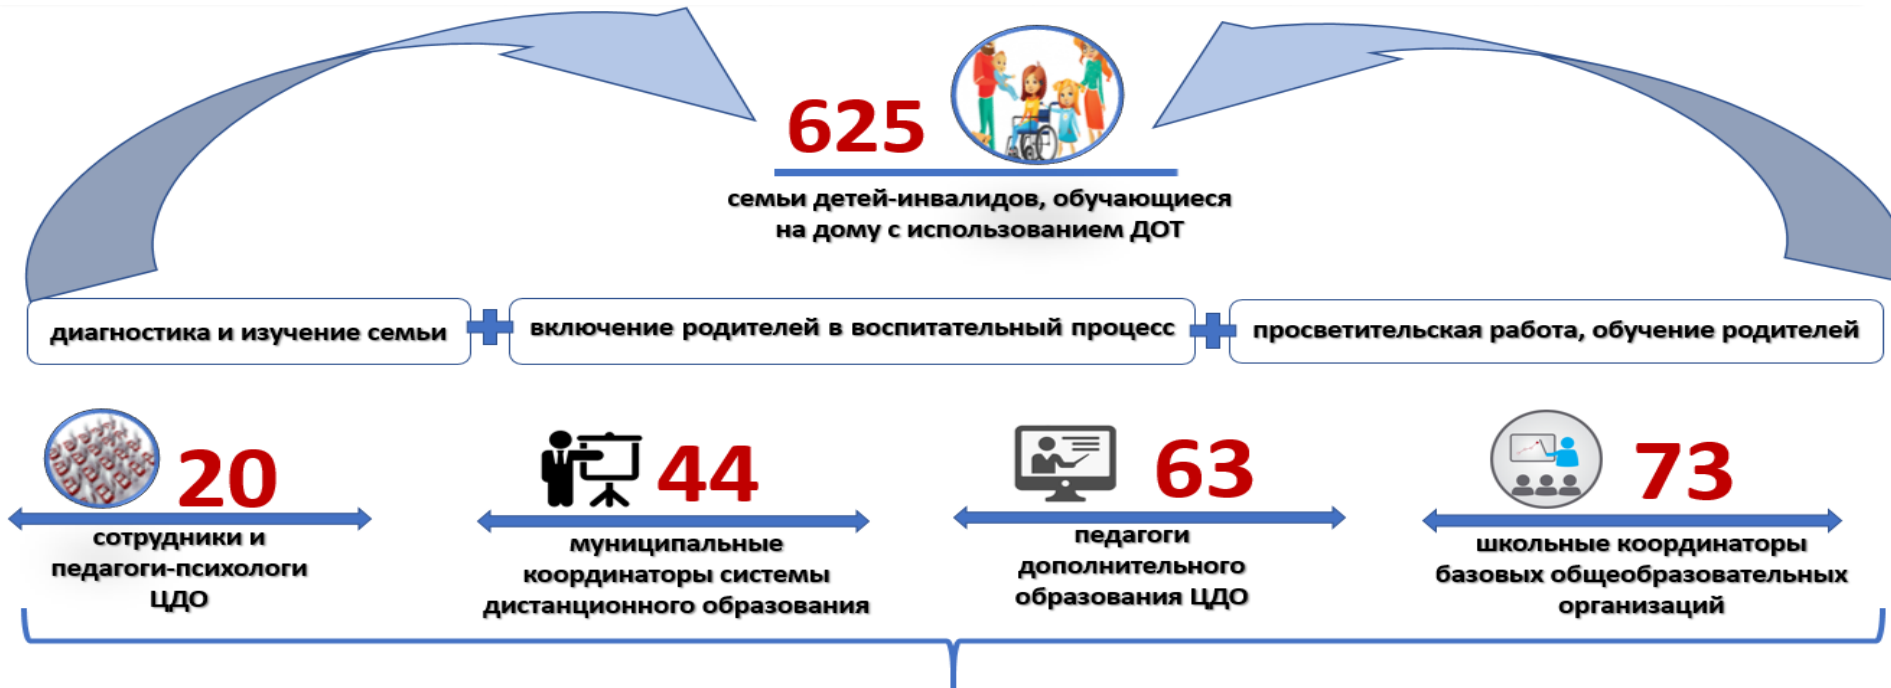 625
семьи детей-инвалидов, обучающиеся
на дому с использованием ДОТ
диагностика и изучение семьи
включение родителей в воспитательный процесс
просветительская работа, обучение родителей
20
сотрудники и
педагоги-психологи
ЦДО
44
муниципальные
координаторы системы
дистанционного образования
63
педагоги
дополнительного
образования ЦДО
73
школьные координаторы
базовых общеобразовательных
организаций